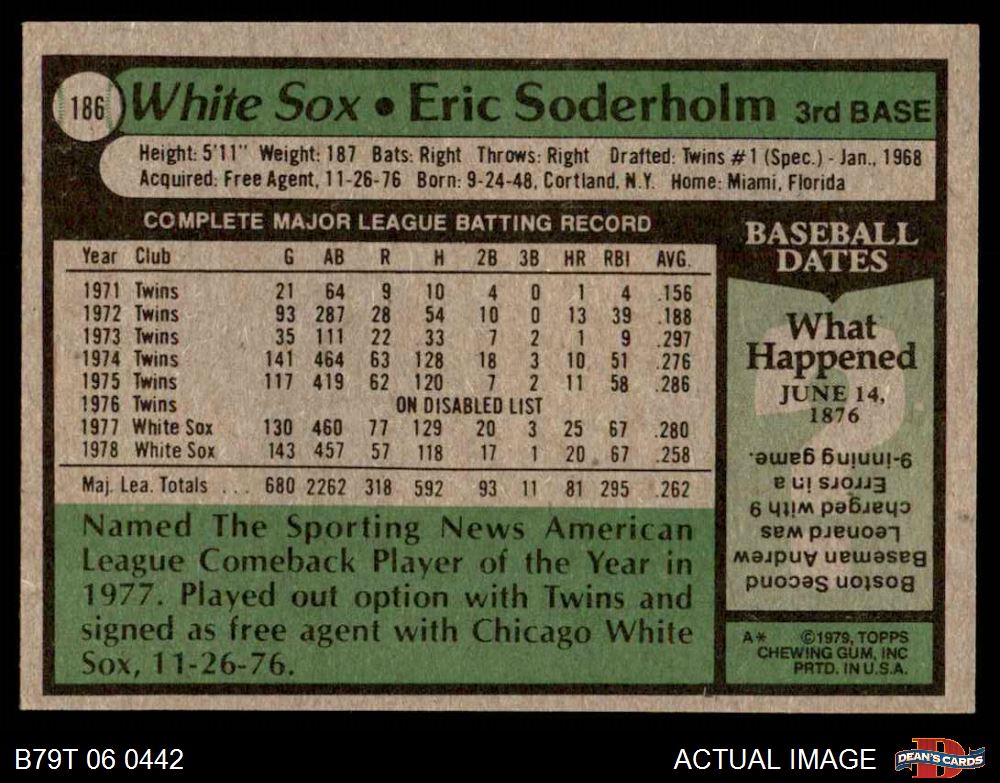 186 White Sox • Eric Soderholm 3rd BASE
Height: 5'11" Weight: 187 Bats: Right Throws: Right Drafted: Twins #1 (Spec.) - Jan., 1968
Acquired: Free Agent, 11-26-76 Born: 9-24-48, Cortland, N.Y. Home: Miami, Florida
COMPLETE MAJOR LEAGUE BATTING RECORD
Year Club G AB R H 2B 3B HR RBI AVG.
1971 Twins 21 64 9 10 4 0 1 4 .156
1972 Twins 93 287 28 54 10 0 13 39 .188
1973 Twins 35 111 22 33 7 2 1 9 .297
1974 Twins 141 464 63 128 18 3 10 51 .276
1975 Twins 117 419 62 120 7 2 11 58 .286
1976 Twins ON DISABLED LIST
1977 White Sox 130 460 77 129 20 3 25 67 .280
1978 White Sox 143 457 57 118 17 1 20 67 .258
Maj. Lea. Totals ... 680 2262 318 592 93 11 81 295 .262
Named The Sporting News American
League Comeback Player of the Year in
1977. Played out option with Twins and
signed as free agent with Chicago White
Sox, 11-26-76.
BASEBALL
DATES
What
Happened
JUNE 14,
1876
Boston Second
Baseman Andrew
Leonard was
charged with 9
Errors in a
9-inning game.
A* ©1979, TOPPS
CHEWING GUM, INC
PRTD. IN U.S.A.
B79T 06 0442
ACTUAL IMAGE
DEAN'S CARDS